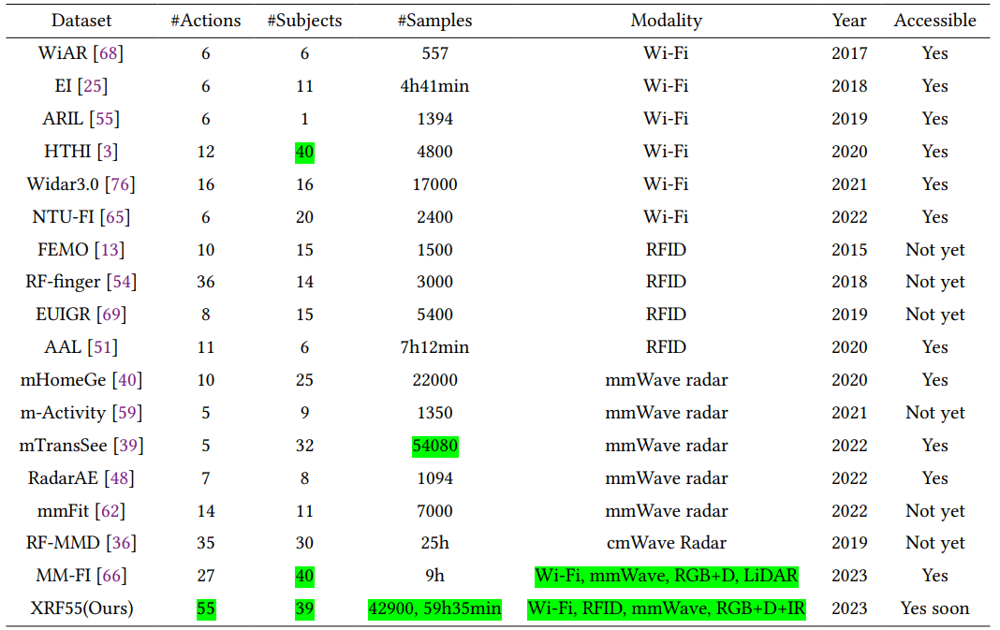 Dataset #Actions #Subjects #Samples Modality Year Accessible
WiAR [68] 6 6 557 Wi-Fi 2017 Yes
EI [25] 6 11 4h41min Wi-Fi 2018 Yes
ARIL [55] 6 1 1394 Wi-Fi 2019 Yes
HTHI [3] 12 40 4800 Wi-Fi 2020 Yes
Widar3.0 [76] 16 16 17000 Wi-Fi 2021 Yes
NTU-FI [65] 6 20 2400 Wi-Fi 2022 Yes
FEMO [13] 10 15 1500 RFID 2015 Not yet
RF-finger [54] 36 14 3000 RFID 2018 Not yet
EUIGR [69] 8 15 5400 RFID 2019 Not yet
AAL [51] 11 6 7h12min RFID 2020 Yes
mHomeGe [40] 10 25 22000 mmWave radar 2020 Yes
m-Activity [59] 5 9 1350 mmWave radar 2021 Not yet
mTransSee [39] 5 32 54080 mmWave radar 2022 Yes
RadarAE [48] 7 8 1094 mmWave radar 2022 Yes
mmFit [62] 14 11 7000 mmWave radar 2022 Not yet
RF-MMD [36] 35 30 25h cmWave Radar 2019 Not yet
MM-FI [66] 27 40 9h Wi-Fi, mmWave, RGB+D, LiDAR 2023 Yes
XRF55(Ours) 55 39 42900, 59h35min Wi-Fi, RFID, mmWave, RGB+D+IR 2023 Yes soon